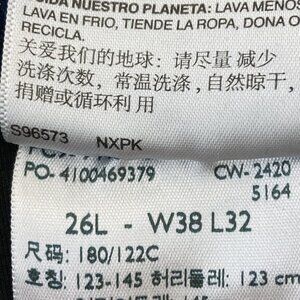 NUESTRO PLANETA: LAVA MENOS
LAVA EN FRIO, TIENDE LA ROPA, DONA O
RECICLA.
关爱我们的地球: 请尽量 减少
洗涤次数, 常温洗涤, 自然晾干,
捐赠或循环利 用
S96573 NXPK
PO- 4100469379 CW- 2420
5164
26L - W38 L32
尺码: 180/122C
호칭: 123-145 허리둘레: 123 cm